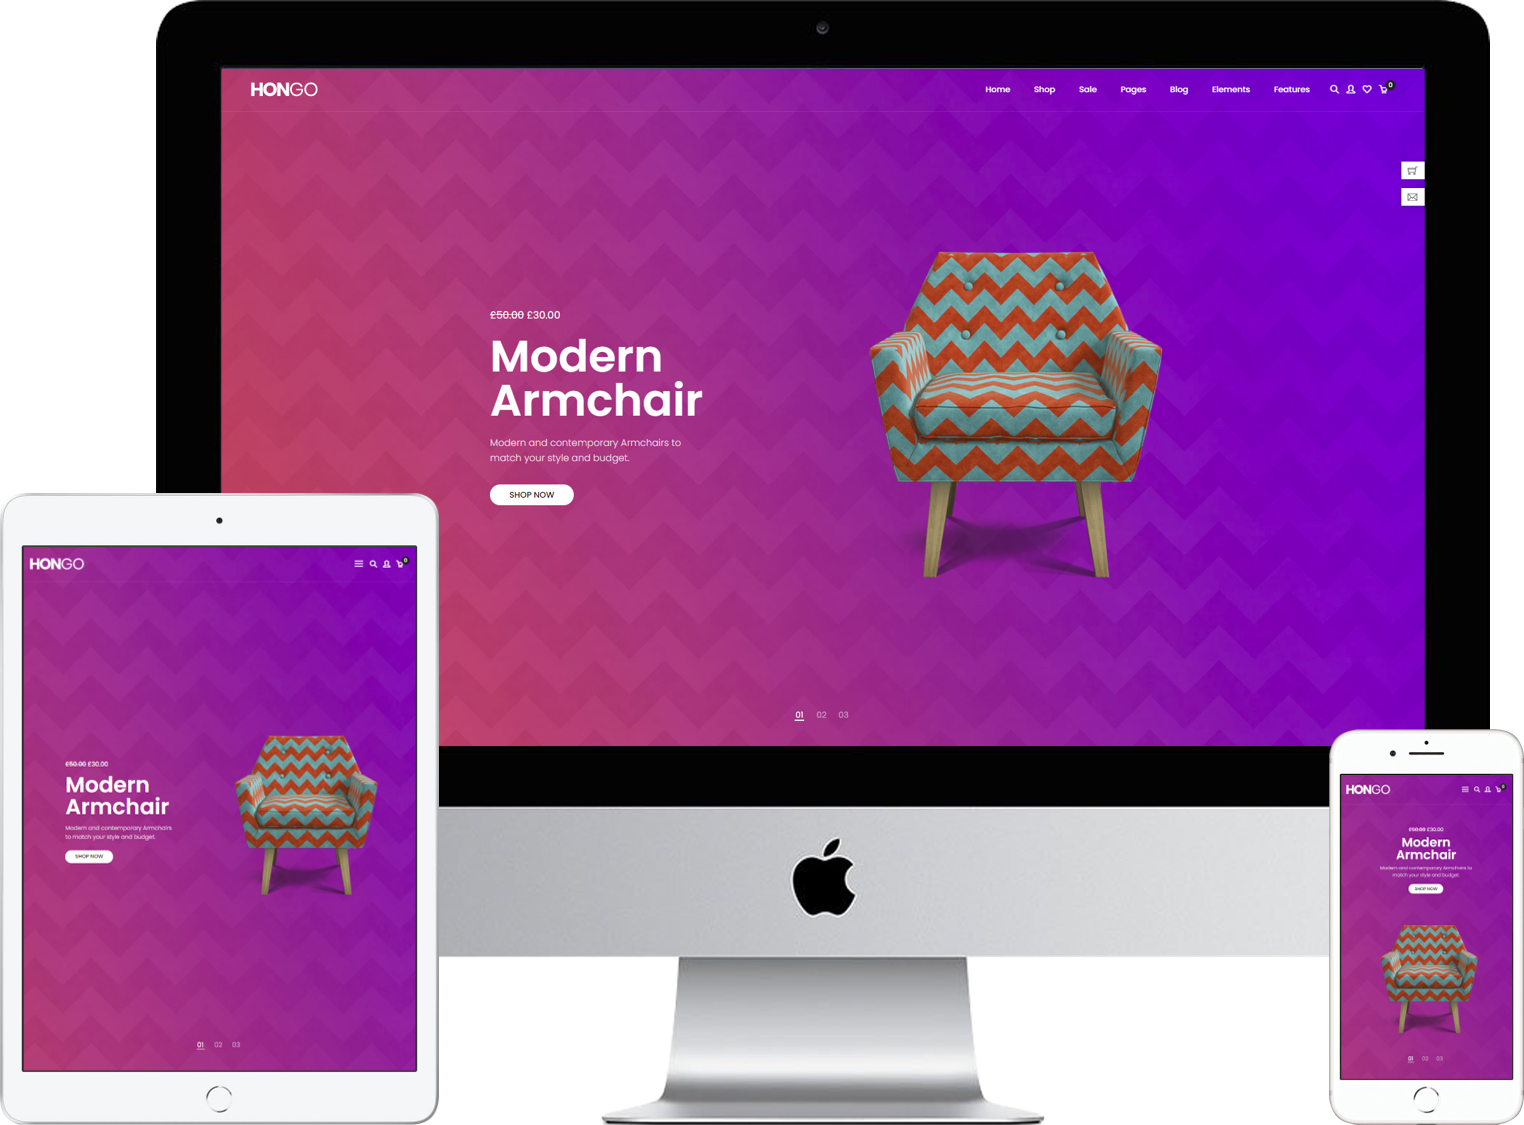 HONGO
Home Shop Sale Pages Blog Elements Features 0
£50.00 £30.00
Modern
Armchair
Modern and contemporary Armchairs to
match your style and budget.
SHOP NOW
01 02 03
HONGO
0
£50.00 £30.00
Modern
Armchair
Modern and contemporary Armchairs
to match your style and budget.
SHOP NOW
01 02 03
HONGO
0
£50.00 £30.00
Modern
Armchair
Modern and contemporary Armchairs to
match your style and budget.
SHOP NOW
01 02 03